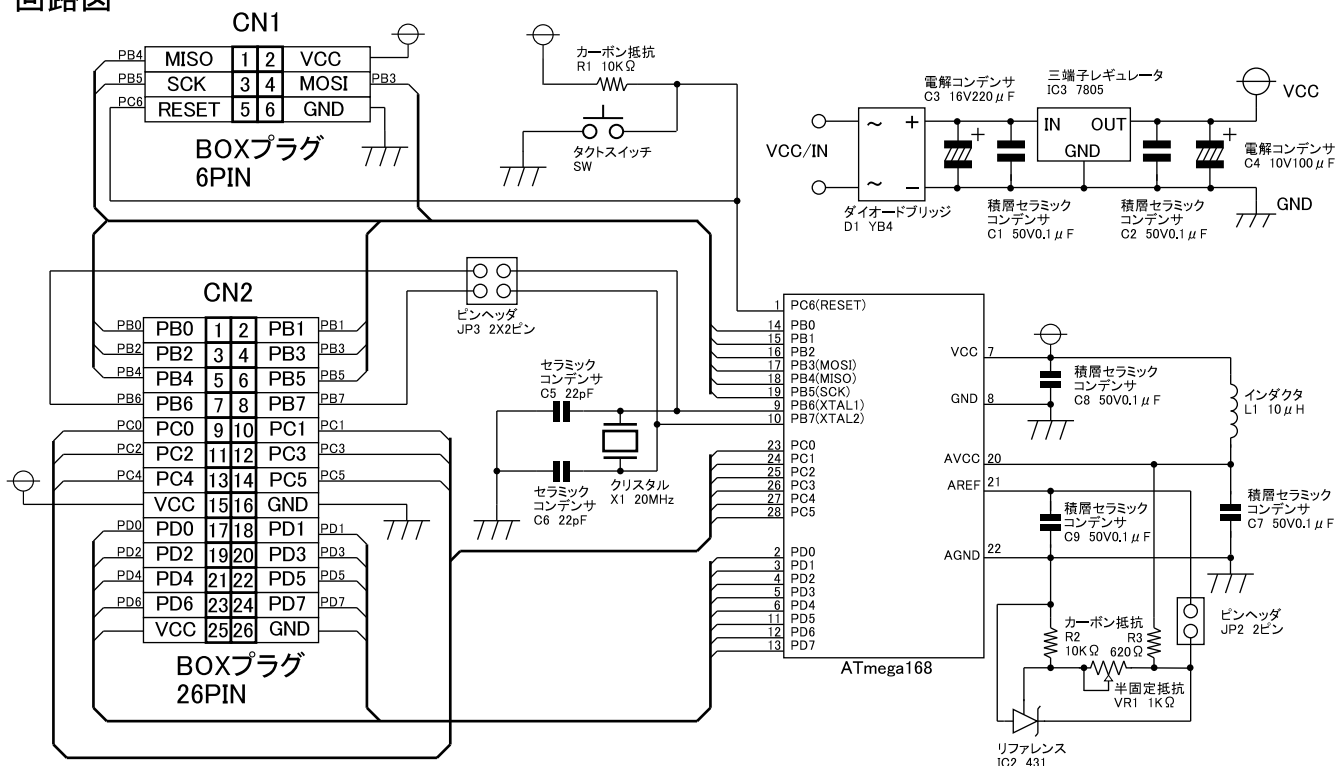 回路図
CN1
PB4 MISO 1 2 VCC
PB5 SCK 3 4 MOSI PB3
PC6 RESET 5 6 GND
BOXプラグ
6PIN
カーボン抵抗
R1 10KΩ
タクトスイッチ
SW
VCC/IN
~ +
~ −
ダイオードブリッジ
D1 YB4
電解コンデンサ
C3 16V220μF
+
三端子レギュレータ
IC3 7805
IN OUT
GND
積層セラミック
コンデンサ
C1 50V0.1μF
積層セラミック
コンデンサ
C2 50V0.1μF
+
VCC
電解コンデンサ
C4 10V100μF
GND
CN2
PB0 PB0 1 2 PB1 PB1
PB2 PB2 3 4 PB3 PB3
PB4 PB4 5 6 PB5 PB5
PB6 PB6 7 8 PB7 PB7
PC0 PC0 9 10 PC1 PC1
PC2 PC2 11 12 PC3 PC3
PC4 PC4 13 14 PC5 PC5
VCC 15 16 GND
PD0 PD0 17 18 PD1 PD1
PD2 PD2 19 20 PD3 PD3
PD4 PD4 21 22 PD5 PD5
PD6 PD6 23 24 PD7 PD7
VCC 25 26 GND
BOXプラグ
26PIN
ピンヘッダ
JP3 2X2ピン
セラミック
コンデンサ
C5 22pF
セラミック
コンデンサ
C6 22pF
クリスタル
X1 20MHz
1 PC6(RESET)
14 PB0
15 PB1
16 PB2
17 PB3(MOSI)
18 PB4(MISO)
19 PB5(SCK)
9 PB6(XTAL1)
10 PB7(XTAL2)
23 PC0
24 PC1
25 PC2
26 PC3
27 PC4
28 PC5
2 PD0
3 PD1
4 PD2
5 PD3
6 PD4
11 PD5
12 PD6
13 PD7
VCC 7
GND 8
AVCC 20
AREF 21
AGND 22
ATmega168
積層セラミック
コンデンサ
C8 50V0.1μF
インダクタ
L1 10μH
積層セラミック
コンデンサ
C9 50V0.1μF
積層セラミック
コンデンサ
C7 50V0.1μF
カーボン抵抗
R2
10KΩ
R3
620Ω
半固定抵抗
VR1 1KΩ
ピンヘッダ
JP2 2ピン
リファレンス
IC2 431